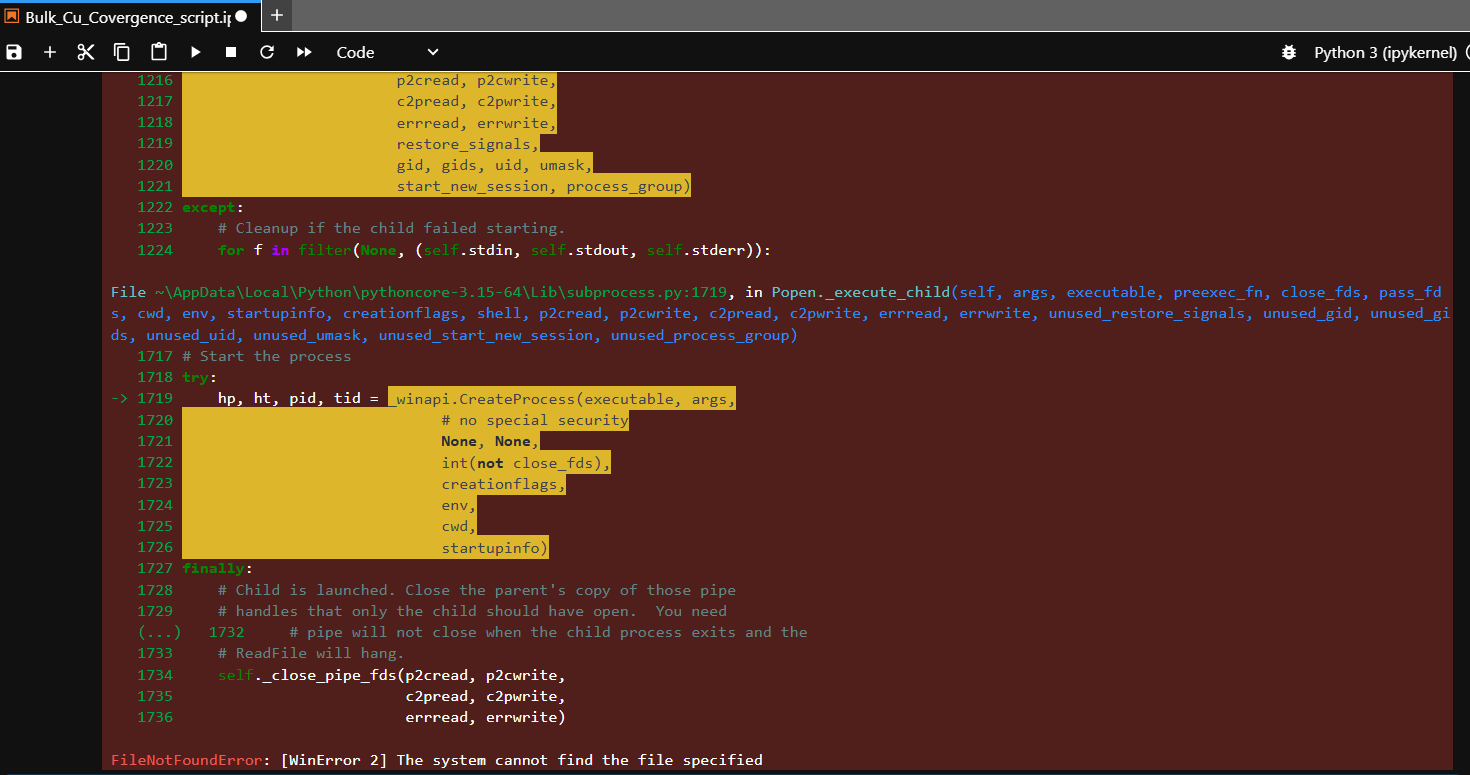 Bulk_Cu_Covergence_script.ip
Code
Python 3 (ipykernel)
1216                         p2cread, p2cwrite,
1217                         c2pread, c2pwrite,
1218                         errread, errwrite,
1219                         restore_signals,
1220                         gid, gids, uid, umask,
1221                         start_new_session, process_group)
1222 except:
1223     # Cleanup if the child failed starting.
1224     for f in filter(None, (self.stdin, self.stdout, self.stderr)):
File ~\AppData\Local\Python\pythoncore-3.15-64\Lib\subprocess.py:1719, in Popen._execute_child(self, args, executable, preexec_fn, close_fds, pass_fd
s, cwd, env, startupinfo, creationflags, shell, p2cread, p2cwrite, c2pread, c2pwrite, errread, errwrite, unused_restore_signals, unused_gid, unused_gi
ds, unused_uid, unused_umask, unused_start_new_session, unused_process_group)
1717 # Start the process
1718 try:
-> 1719     hp, ht, pid, tid = _winapi.CreateProcess(executable, args,
1720                              # no special security
1721                              None, None,
1722                              int(not close_fds),
1723                              creationflags,
1724                              env,
1725                              cwd,
1726                              startupinfo)
1727 finally:
1728     # Child is launched. Close the parent's copy of those pipe
1729     # handles that only the child should have open.  You need
(...)   1732     # pipe will not close when the child process exits and the
1733     # ReadFile will hang.
1734     self._close_pipe_fds(p2cread, p2cwrite,
1735                          c2pread, c2pwrite,
1736                          errread, errwrite)
FileNotFoundError: [WinError 2] The system cannot find the file specified